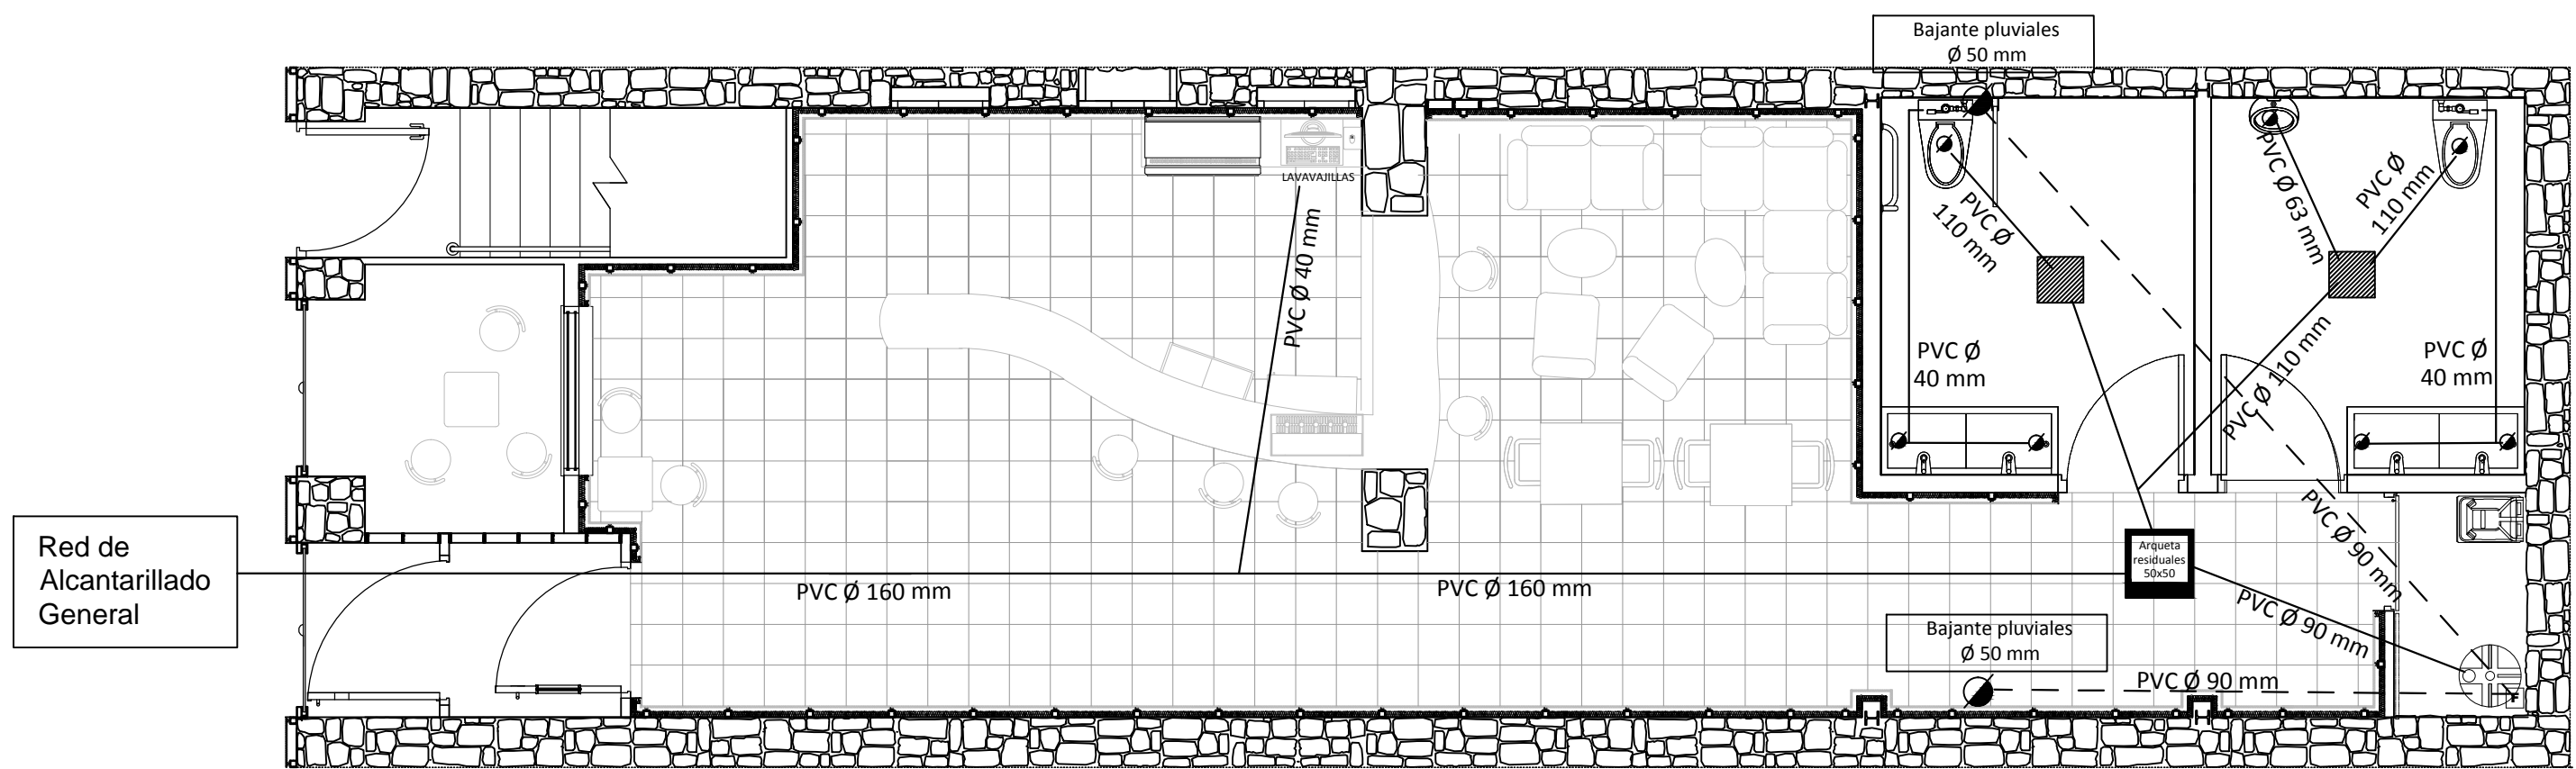 Bajante pluviales
Ø 50 mm
LAVAVAJILLAS
PVC Ø 40 mm
PVC Ø
110 mm
PVC Ø 63 mm
PVC Ø
110 mm
PVC Ø
40 mm
PVC Ø 110 mm
PVC Ø
40 mm
Red de
Alcantarillado
General
PVC Ø 160 mm
PVC Ø 160 mm
Arqueta
residuales
50x50
PVC Ø 90 mm
PVC Ø 90 mm
Bajante pluviales
Ø 50 mm
PVC Ø 90 mm